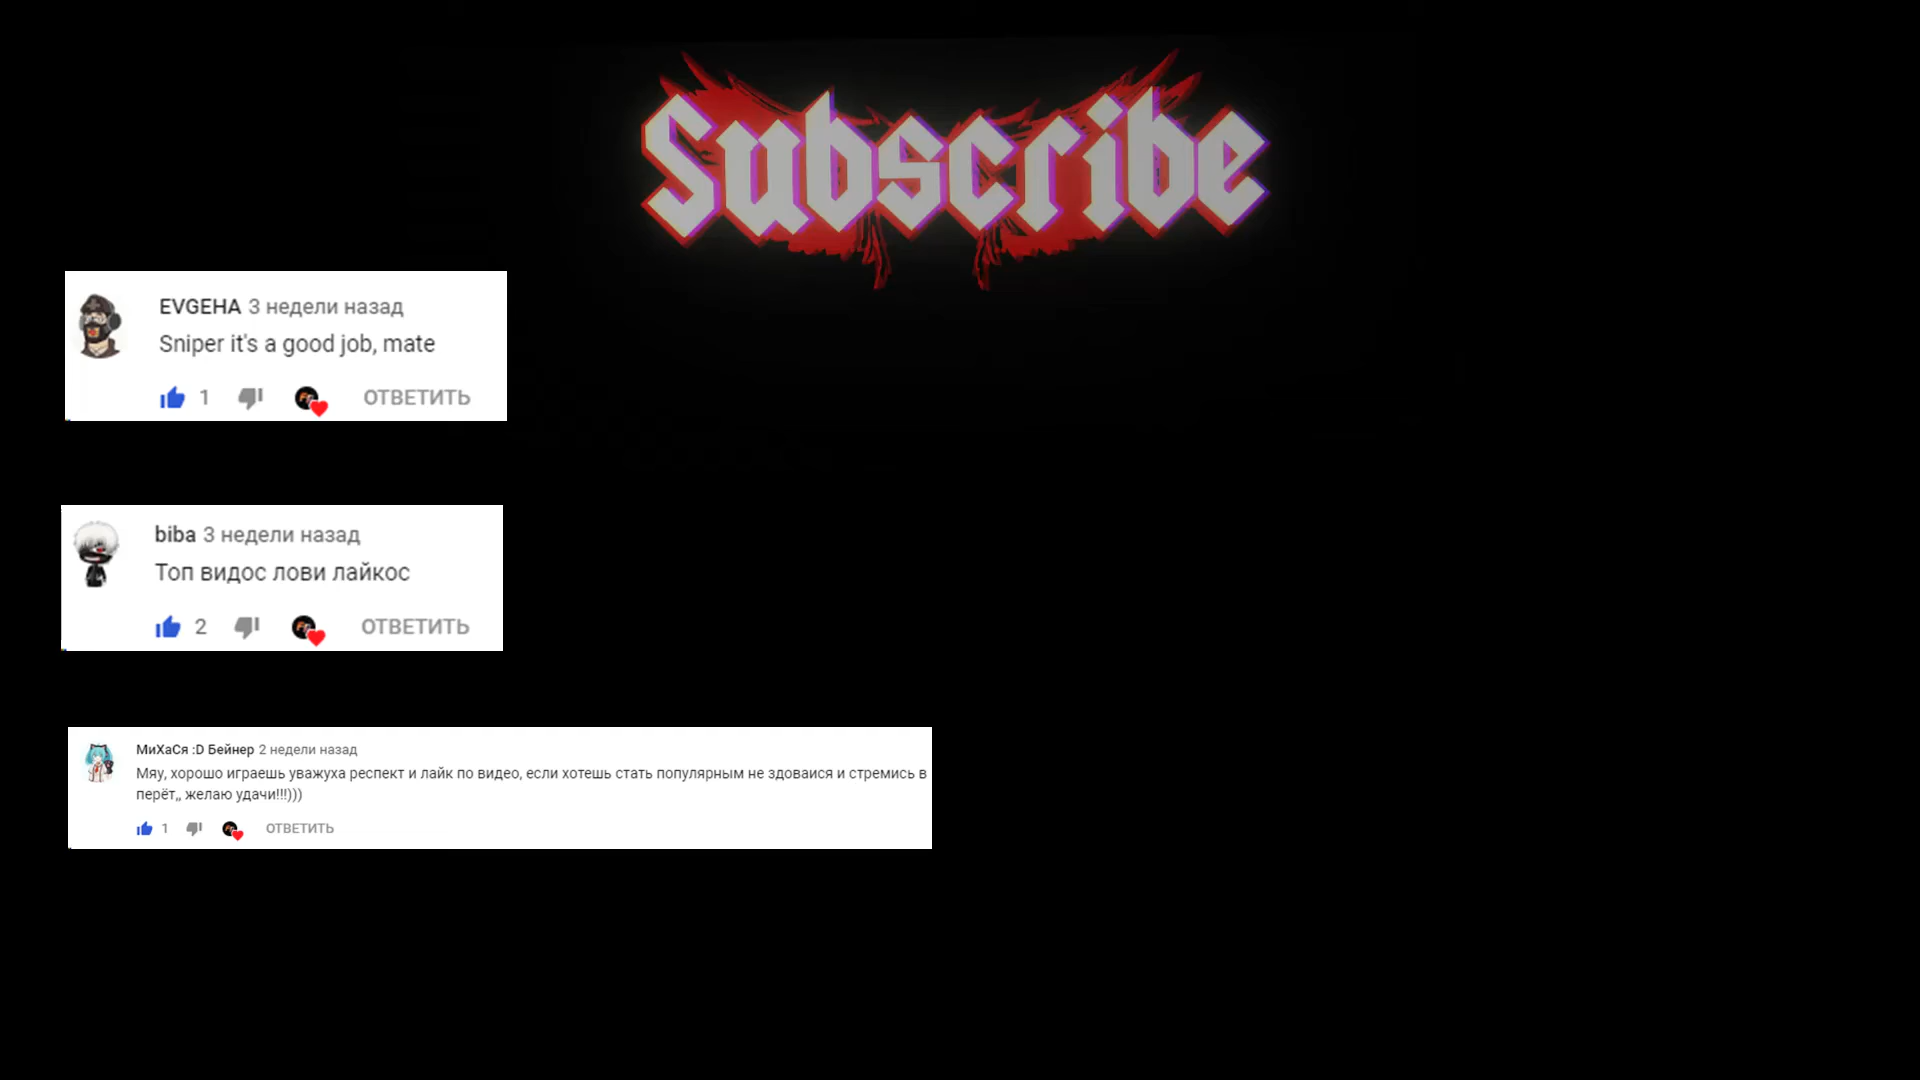 Subscribe
EVGEHA 3 недели назад
Sniper it's a good job, mate
1 ОТВЕТИТЬ
biba 3 недели назад
Топ видос лови лайкос
2 ОТВЕТИТЬ
МиХаСя :D Бейнер 2 недели назад
Мяу, хорошо играешь уважуха респект и лайк по видео, если хотешь стать популярным не здоваися и стремись в
перёт,, желаю удачи!!!)))
1 ОТВЕТИТЬ